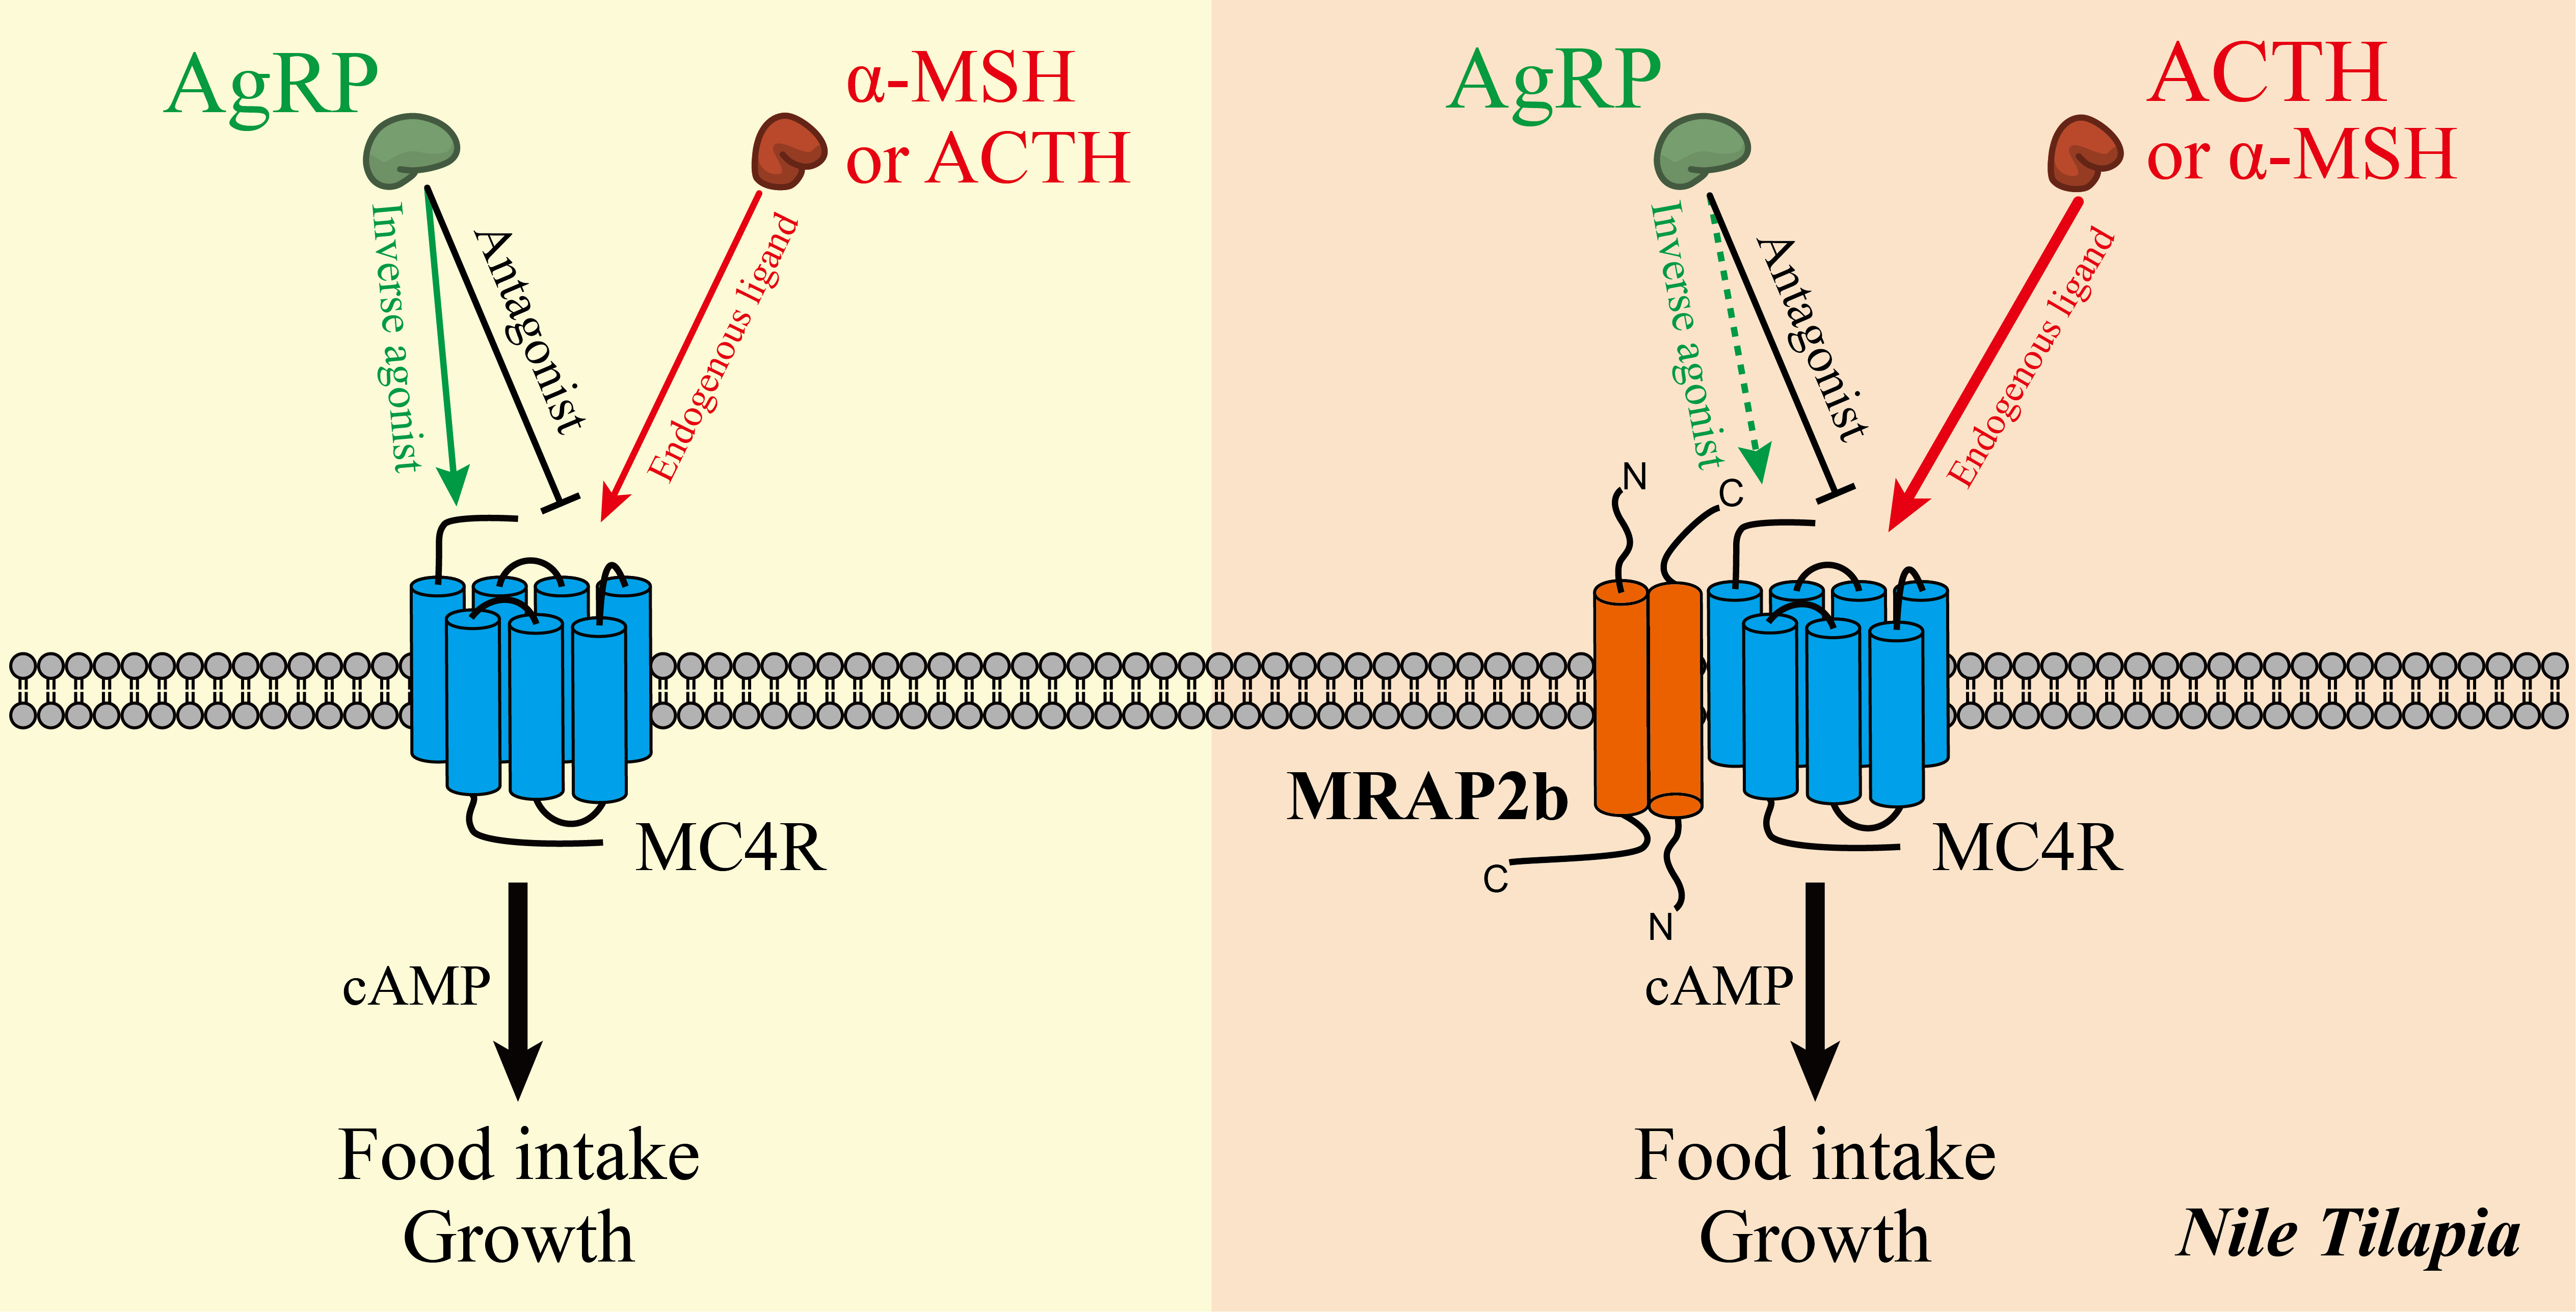 AgRP
α-MSH
or ACTH
Inverse agonist
Antagonist
Endogenous ligand
MC4R
cAMP
Food intake
Growth
AgRP
ACTH
or α-MSH
Inverse agonist
Antagonist
Endogenous ligand
N
C
MRAP2b
C
N
MC4R
cAMP
Food intake
Growth
Nile Tilapia